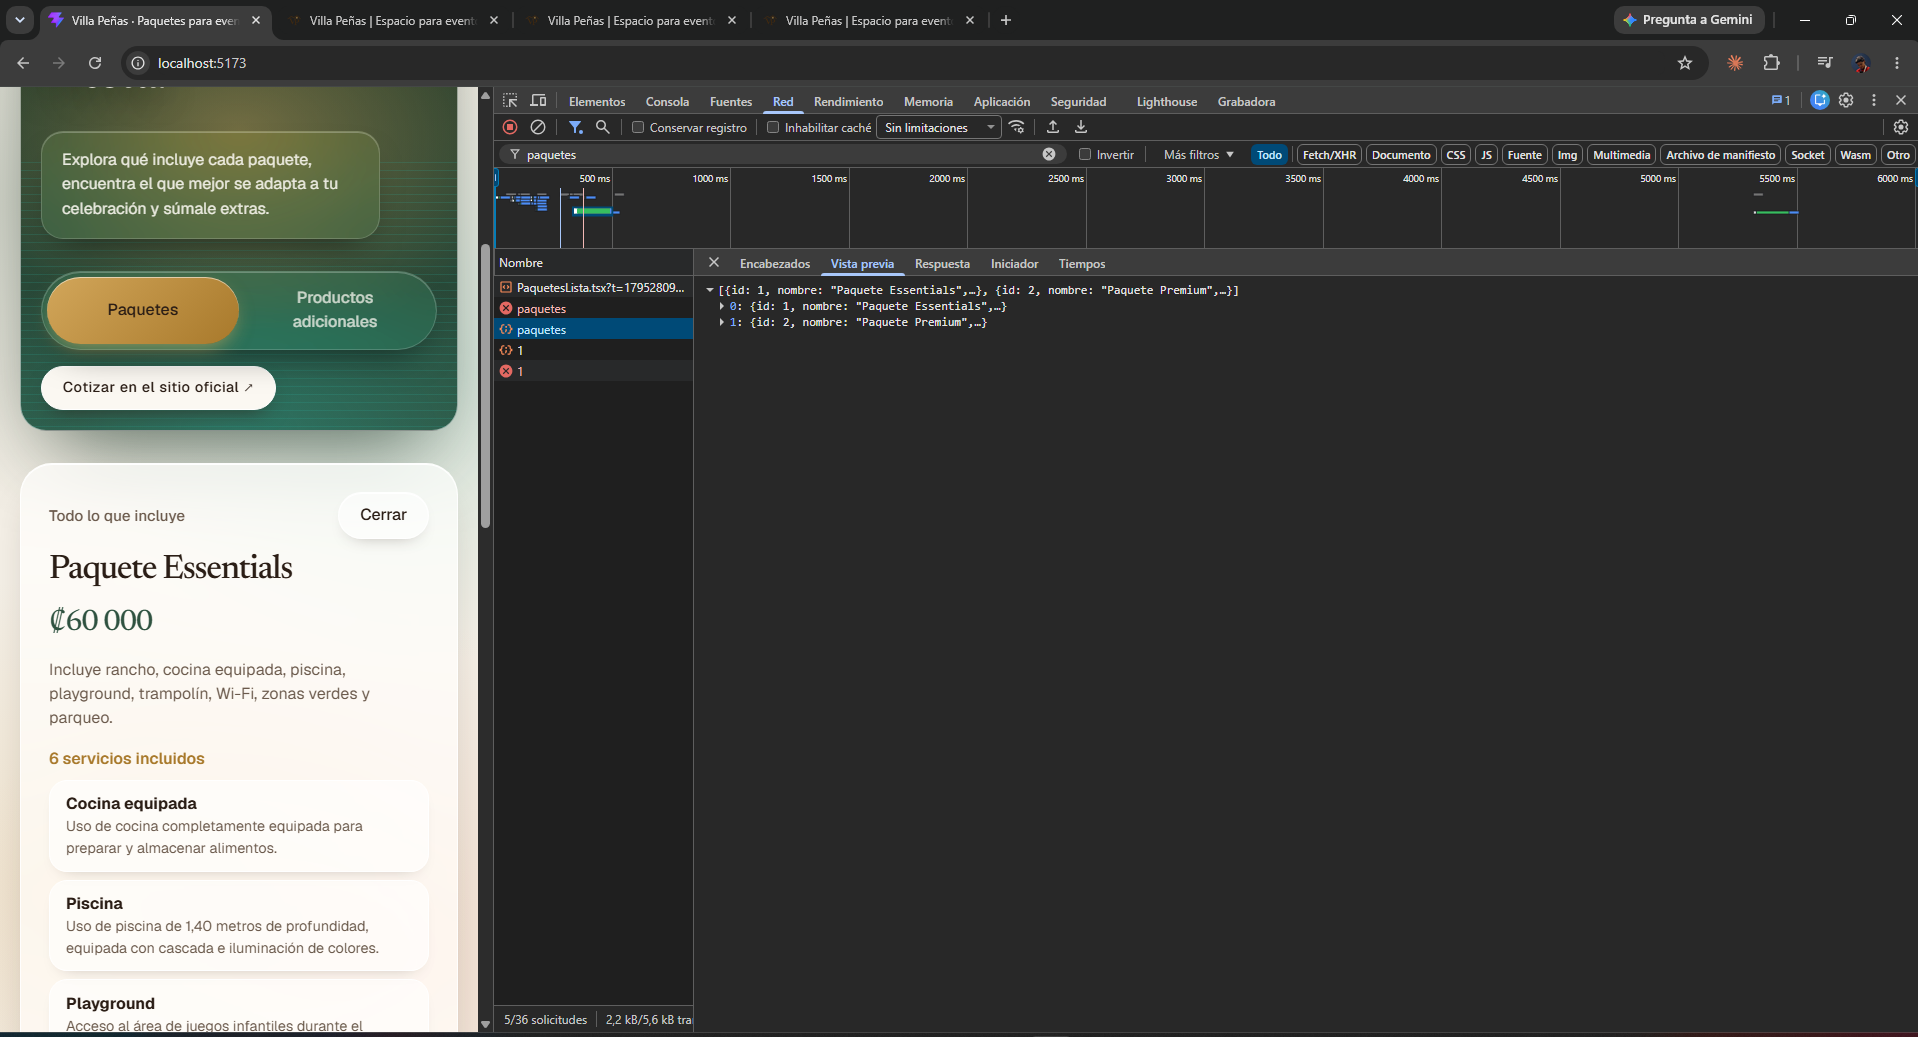 Villa Peñas · Paquetes para even
Villa Peñas | Espacio para event
Villa Peñas | Espacio para event
Villa Peñas | Espacio para event
Pregunta a Gemini
localhost:5173
Elementos
Consola
Fuentes
Red
Rendimiento
Memoria
Aplicación
Seguridad
Lighthouse
Grabadora
1
Conservar registro
Inhabilitar caché
Sin limitaciones
paquetes
Invertir
Más filtros
Todo
Fetch/XHR
Documento
CSS
JS
Fuente
Img
Multimedia
Archivo de manifiesto
Socket
Wasm
Otro
500 ms
1000 ms
1500 ms
2000 ms
2500 ms
3000 ms
3500 ms
4000 ms
4500 ms
5000 ms
5500 ms
6000 ms
Nombre
PaquetesLista.tsx?t=17952809...
paquetes
paquetes
1
1
5/36 solicitudes
2,2 kB/5,6 kB tra
Encabezados
Vista previa
Respuesta
Iniciador
Tiempos
[{id: 1, nombre: "Paquete Essentials",…}, {id: 2, nombre: "Paquete Premium",…}]
0: {id: 1, nombre: "Paquete Essentials",…}
1: {id: 2, nombre: "Paquete Premium",…}
Explora qué incluye cada paquete,
encuentra el que mejor se adapta a tu
celebración y súmale extras.
Paquetes
Productos
adicionales
Cotizar en el sitio oficial ↗
Todo lo que incluye
Cerrar
Paquete Essentials
₡60 000
Incluye rancho, cocina equipada, piscina,
playground, trampolín, Wi-Fi, zonas verdes y
parqueo.
6 servicios incluidos
Cocina equipada
Uso de cocina completamente equipada para
preparar y almacenar alimentos.
Piscina
Uso de piscina de 1,40 metros de profundidad,
equipada con cascada e iluminación de colores.
Playground
Acceso al área de juegos infantiles durante el